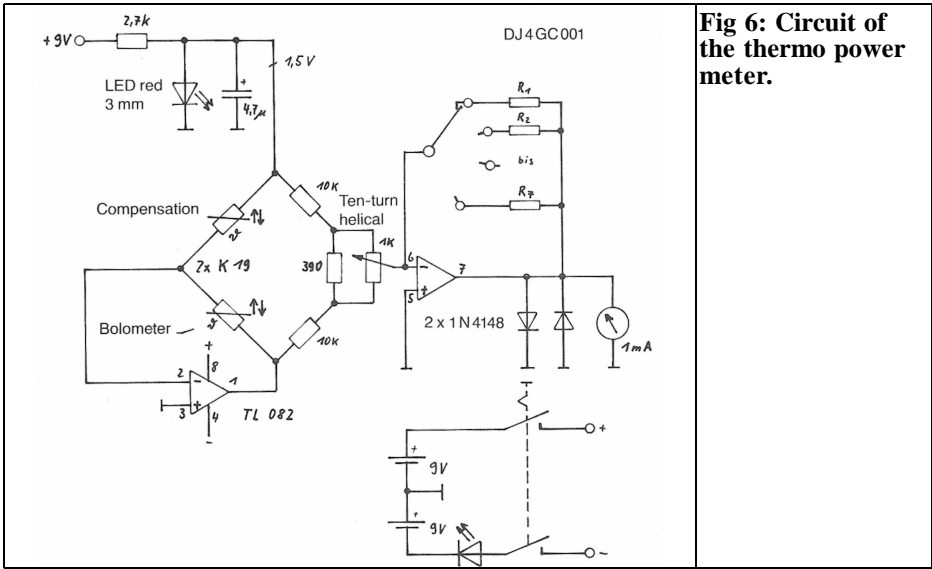 Fig 6: Circuit of
the thermo power
meter.
DJ4GC001
2,7k
+9V
1,5V
LED red
3 mm
+
4,7µ
R1
R2
bis
R7
10K
Ten-turn
helical
1K
390
Compensation
ϑ
2x K 19
Bolometer
ϑ
10K
6
−
7
5
+
2 x 1N4148
1mA
+
8
2
−
1
3
+
4
TL 082
−
+
+
9V
+
9V
−